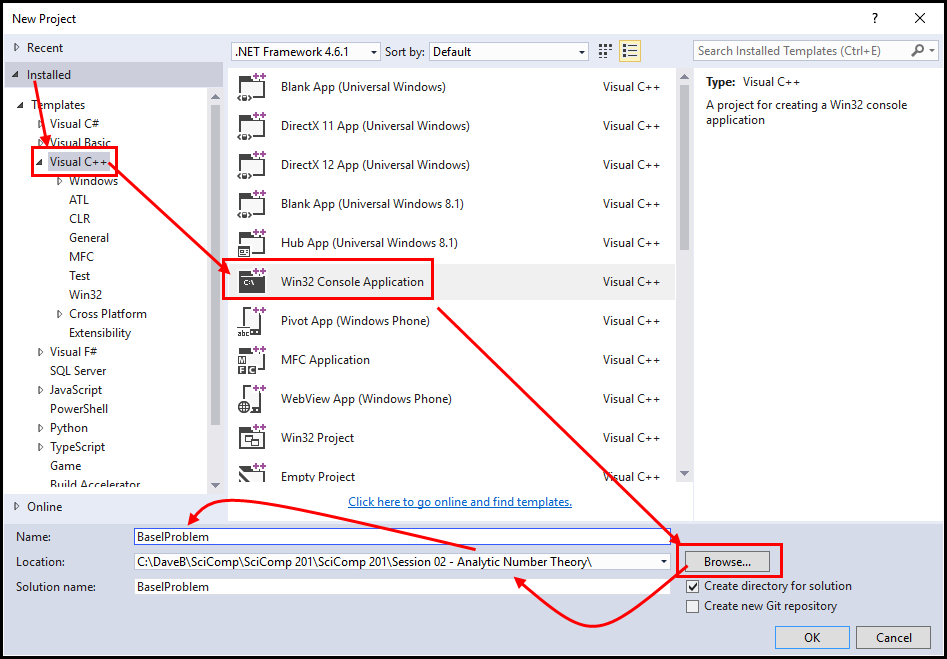 New Project
?
Recent
.NET Framework 4.6.1
Sort by:
Default
Search Installed Templates (Ctrl+E)
Installed
Templates
Visual C#
Visual Basic
Visual C++
Windows
ATL
CLR
General
MFC
Test
Win32
Cross Platform
Extensibility
Visual F#
SQL Server
JavaScript
PowerShell
Python
TypeScript
Game
Build Accelerator
Online
Blank App (Universal Windows) Visual C++
DirectX 11 App (Universal Windows) Visual C++
DirectX 12 App (Universal Windows) Visual C++
Blank App (Universal Windows 8.1) Visual C++
Hub App (Universal Windows 8.1) Visual C++
C:\ Win32 Console Application Visual C++
abc Pivot App (Windows Phone) Visual C++
MFC MFC Application Visual C++
WebView App (Windows Phone) Visual C++
Win32 Project Visual C++
Empty Project Visual C++
Click here to go online and find templates.
Type: Visual C++
A project for creating a Win32 console
application
Name: BaselProblem
Location: C:\DaveB\SciComp\SciComp 201\SciComp 201\Session 02 - Analytic Number Theory\
Browse...
Solution name: BaselProblem
Create directory for solution
Create new Git repository
OK
Cancel